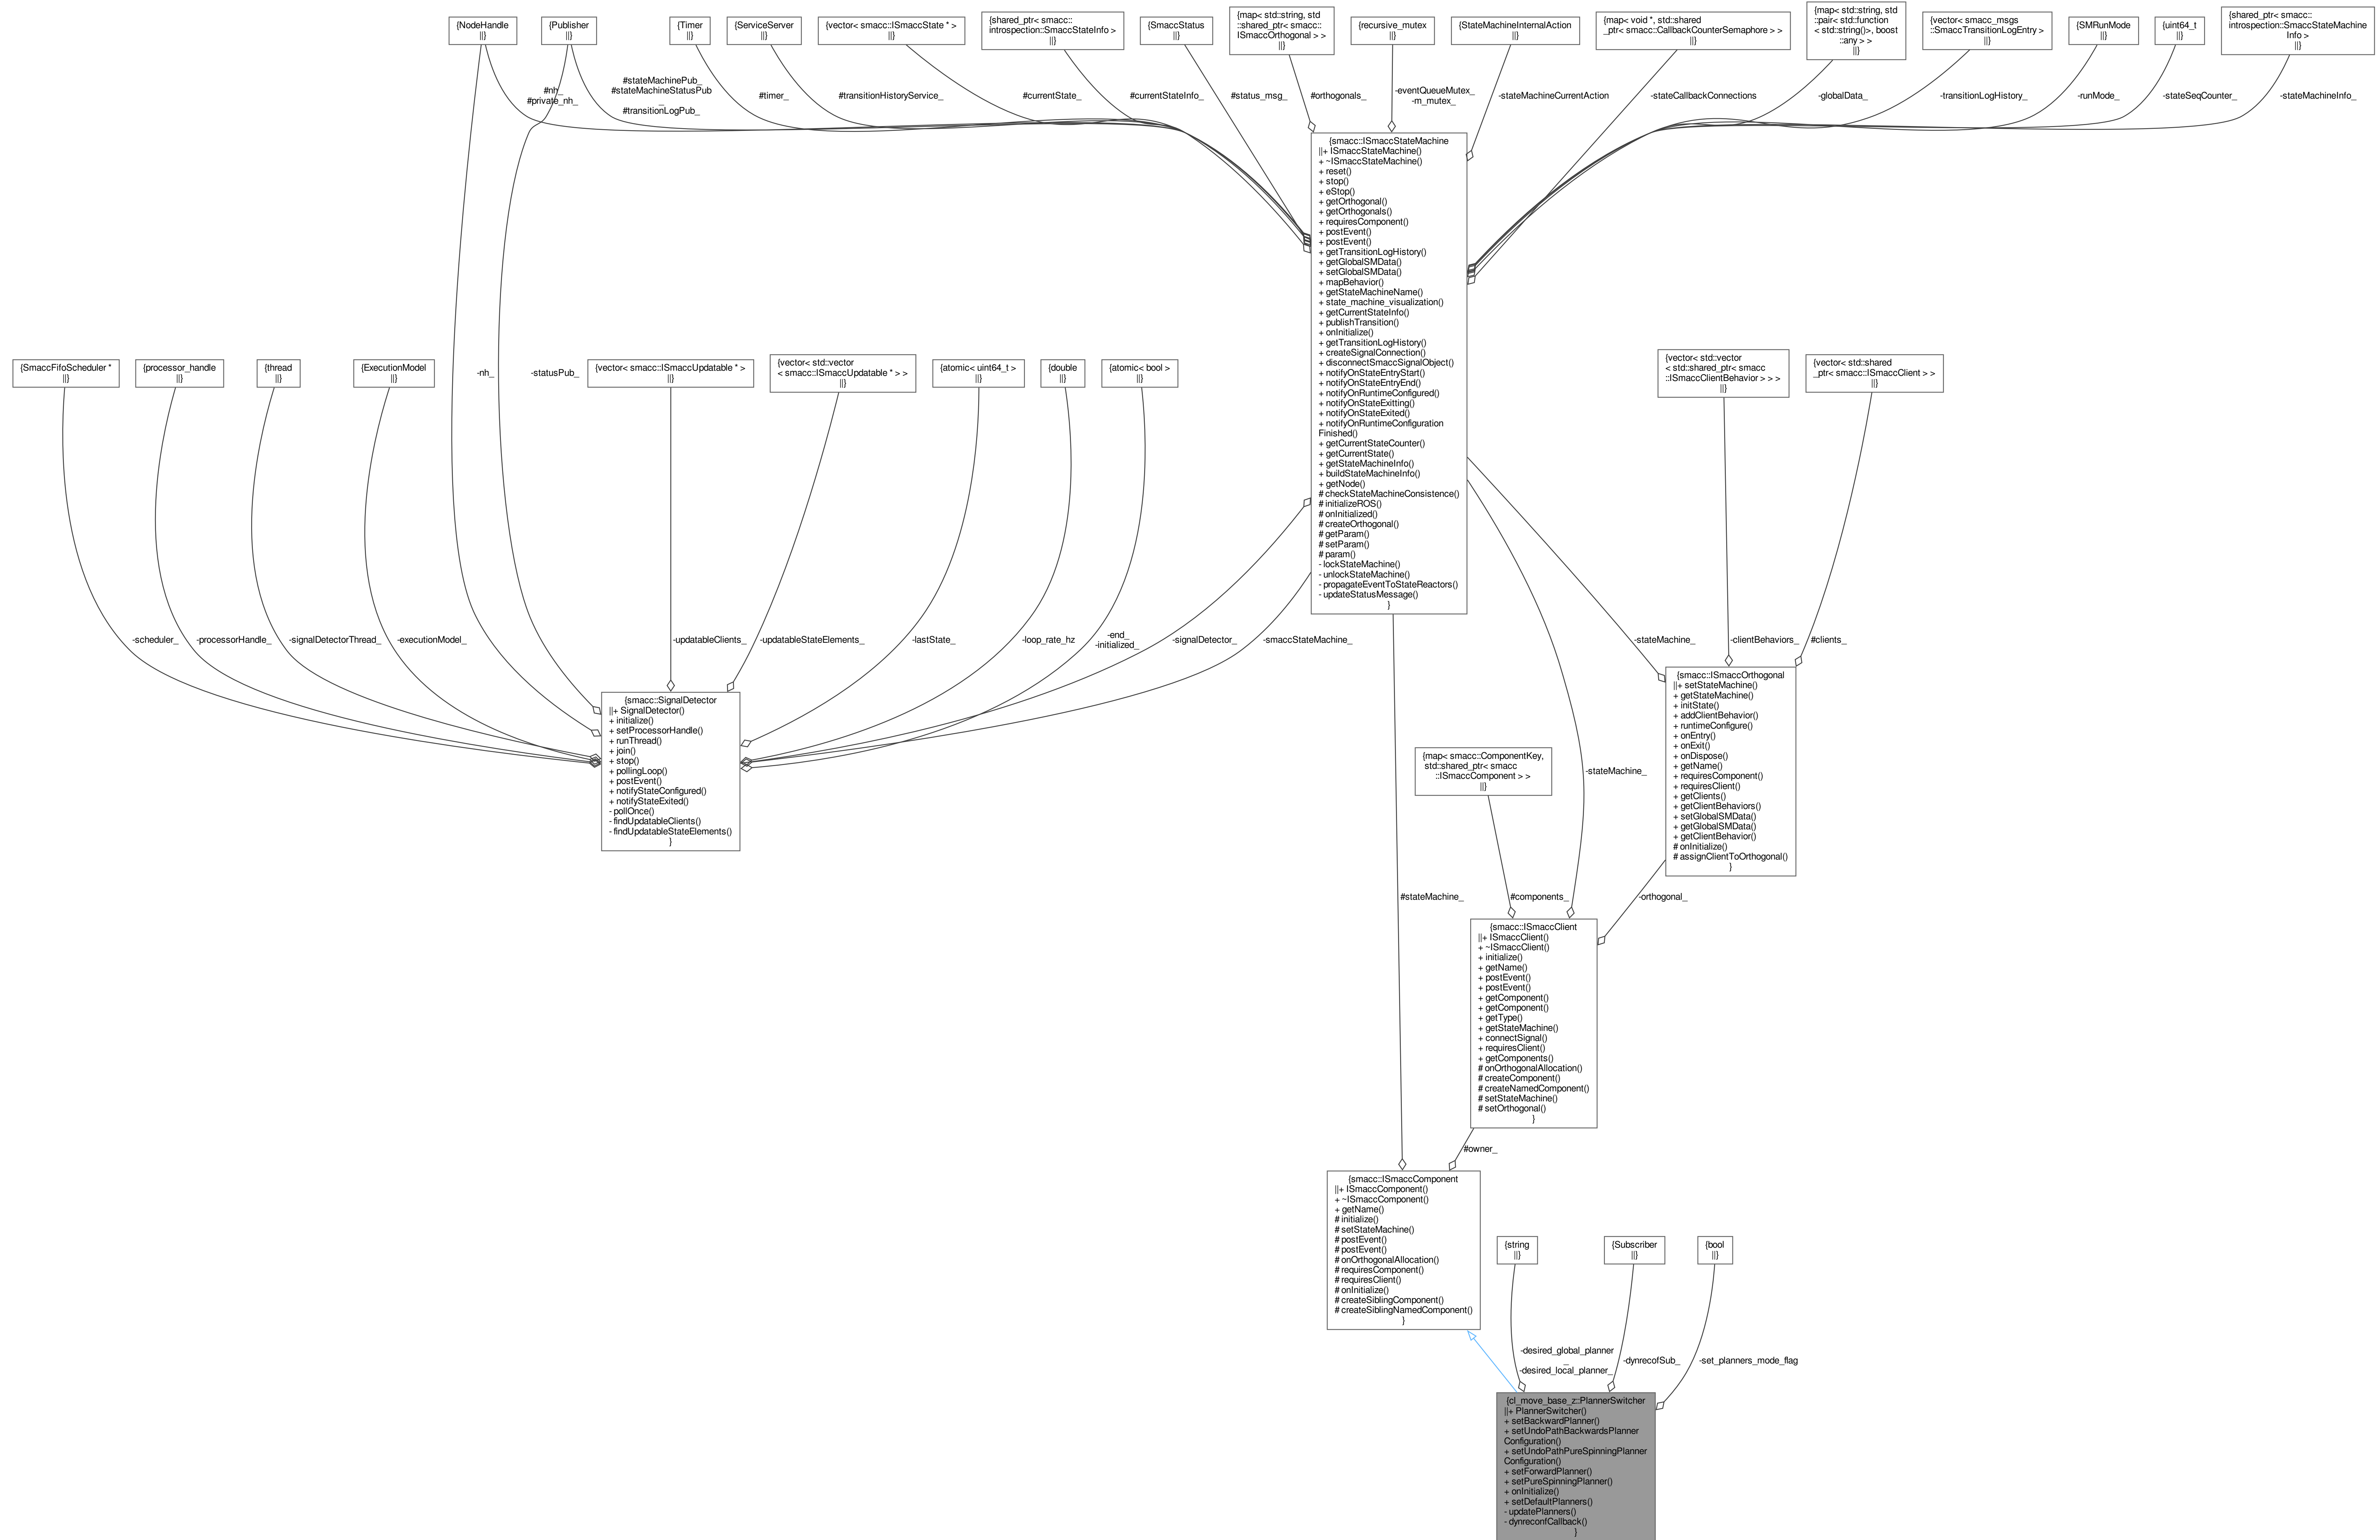 {NodeHandle
||}
{Publisher
||}
{Timer
||}
{ServiceServer
||}
{vector< smacc::ISmaccState * >
||}
{shared_ptr< smacc::
introspection::SmaccStateInfo >
||}
{SmaccStatus
||}
{map< std::string, std
::shared_ptr< smacc::
ISmaccOrthogonal > >
||}
{recursive_mutex
||}
{StateMachineInternalAction
||}
{map< void *, std::shared
_ptr< smacc::CallbackCounterSemaphore > >
||}
{map< std::string, std
::pair< std::function
< std::string()>, boost
::any > >
||}
{vector< smacc_msgs
::SmaccTransitionLogEntry >
||}
{SMRunMode
||}
{uint64_t
||}
{shared_ptr< smacc::
introspection::SmaccStateMachine
Info >
||}
#nh_
#private_nh_
#stateMachinePub_
#stateMachineStatusPub
_
#transitionLogPub_
#timer_
#transitionHistoryService_
#currentState_
#currentStateInfo_
#status_msg_
#orthogonals_
-eventQueueMutex_
-m_mutex_
-stateMachineCurrentAction
-stateCallbackConnections
-globalData_
-transitionLogHistory_
-runMode_
-stateSeqCounter_
-stateMachineInfo_
{smacc::ISmaccStateMachine
||+ ISmaccStateMachine()
+ ~ISmaccStateMachine()
+ reset()
+ stop()
+ eStop()
+ getOrthogonal()
+ getOrthogonals()
+ requiresComponent()
+ postEvent()
+ postEvent()
+ getTransitionLogHistory()
+ getGlobalSMData()
+ setGlobalSMData()
+ mapBehavior()
+ getStateMachineName()
+ state_machine_visualization()
+ getCurrentStateInfo()
+ publishTransition()
+ onInitialize()
+ getTransitionLogHistory()
+ createSignalConnection()
+ disconnectSmaccSignalObject()
+ notifyOnStateEntryStart()
+ notifyOnStateEntryEnd()
+ notifyOnRuntimeConfigured()
+ notifyOnStateExitting()
+ notifyOnStateExited()
+ notifyOnRuntimeConfiguration
Finished()
+ getCurrentStateCounter()
+ getCurrentState()
+ getStateMachineInfo()
+ buildStateMachineInfo()
+ getNode()
# checkStateMachineConsistence()
# initializeROS()
# onInitialized()
# createOrthogonal()
# getParam()
# setParam()
# param()
- lockStateMachine()
- unlockStateMachine()
- propagateEventToStateReactors()
- updateStatusMessage()
}
{SmaccFifoScheduler *
||}
{processor_handle
||}
{thread
||}
{ExecutionModel
||}
-nh_
-statusPub_
{vector< smacc::ISmaccUpdatable * >
||}
{vector< std::vector
< smacc::ISmaccUpdatable * > >
||}
{atomic< uint64_t >
||}
{double
||}
{atomic< bool >
||}
{vector< std::vector
< std::shared_ptr< smacc
::ISmaccClientBehavior > > >
||}
{vector< std::shared
_ptr< smacc::ISmaccClient > >
||}
-scheduler_
-processorHandle_
-signalDetectorThread_
-executionModel_
-updatableClients_
-updatableStateElements_
-lastState_
-loop_rate_hz
-end_
-initialized_
-signalDetector_
-smaccStateMachine_
-stateMachine_
-clientBehaviors_
#clients_
{smacc::SignalDetector
||+ SignalDetector()
+ initialize()
+ setProcessorHandle()
+ runThread()
+ join()
+ stop()
+ pollingLoop()
+ postEvent()
+ notifyStateConfigured()
+ notifyStateExited()
- pollOnce()
- findUpdatableClients()
- findUpdatableStateElements()
}
{smacc::ISmaccOrthogonal
||+ setStateMachine()
+ getStateMachine()
+ initState()
+ addClientBehavior()
+ runtimeConfigure()
+ onEntry()
+ onExit()
+ onDispose()
+ getName()
+ requiresComponent()
+ requiresClient()
+ getClients()
+ getClientBehaviors()
+ setGlobalSMData()
+ getGlobalSMData()
+ getClientBehavior()
# onInitialize()
# assignClientToOrthogonal()
}
{map< smacc::ComponentKey,
std::shared_ptr< smacc
::ISmaccComponent > >
||}
-stateMachine_
#stateMachine_
#components_
-orthogonal_
{smacc::ISmaccClient
||+ ISmaccClient()
+ ~ISmaccClient()
+ initialize()
+ getName()
+ postEvent()
+ postEvent()
+ getComponent()
+ getComponent()
+ getType()
+ getStateMachine()
+ connectSignal()
+ requiresClient()
+ getComponents()
# onOrthogonalAllocation()
# createComponent()
# createNamedComponent()
# setStateMachine()
# setOrthogonal()
}
#owner_
{smacc::ISmaccComponent
||+ ISmaccComponent()
+ ~ISmaccComponent()
+ getName()
# initialize()
# setStateMachine()
# postEvent()
# postEvent()
# onOrthogonalAllocation()
# requiresComponent()
# requiresClient()
# onInitialize()
# createSiblingComponent()
# createSiblingNamedComponent()
}
{string
||}
{Subscriber
||}
{bool
||}
-desired_global_planner
_
-desired_local_planner_
-dynrecofSub_
-set_planners_mode_flag
{cl_move_base_z::PlannerSwitcher
||+ PlannerSwitcher()
+ setBackwardPlanner()
+ setUndoPathBackwardsPlanner
Configuration()
+ setUndoPathPureSpinningPlanner
Configuration()
+ setForwardPlanner()
+ setPureSpinningPlanner()
+ onInitialize()
+ setDefaultPlanners()
- updatePlanners()
- dynreconfCallback()
}